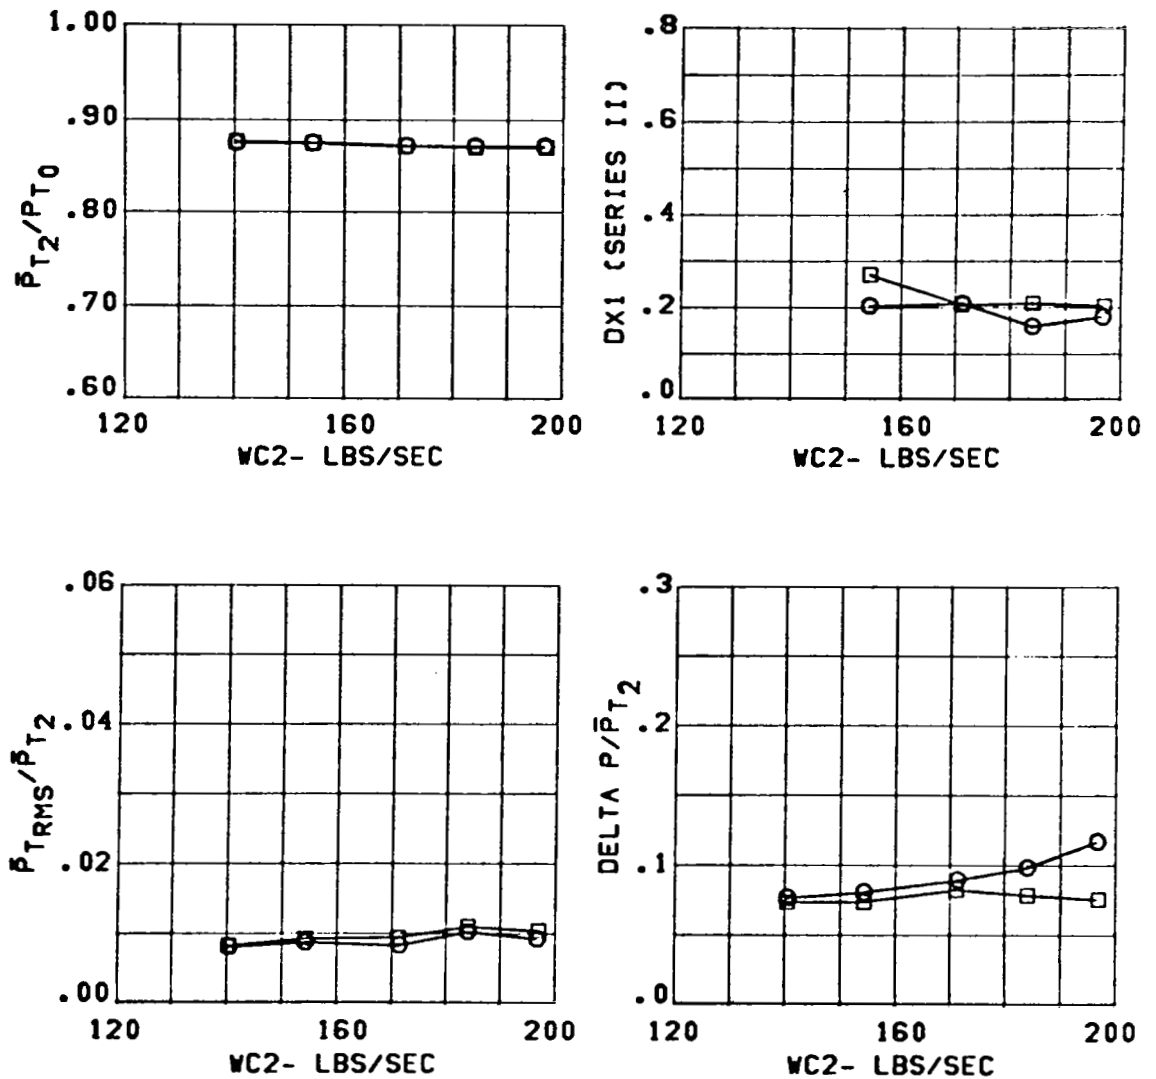 1.00
.90
.80
.70
.60
P̄T2/PT0
120 160 200
WC2- LBS/SEC
.8
.6
.4
.2
.0
DX1 (SERIES II)
120 160 200
WC2- LBS/SEC
.06
.04
.02
.00
P̄TRMS/P̄T2
120 160 200
WC2- LBS/SEC
.3
.2
.1
.0
DELTA P/P̄T2
120 160 200
WC2- LBS/SEC